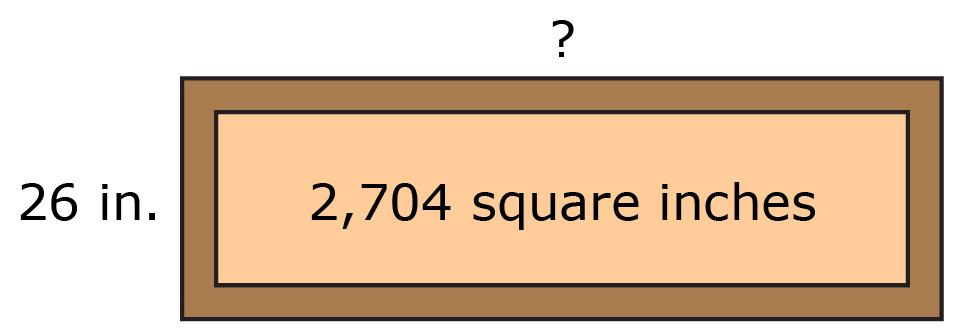 ?
26 in.
2,704 square inches